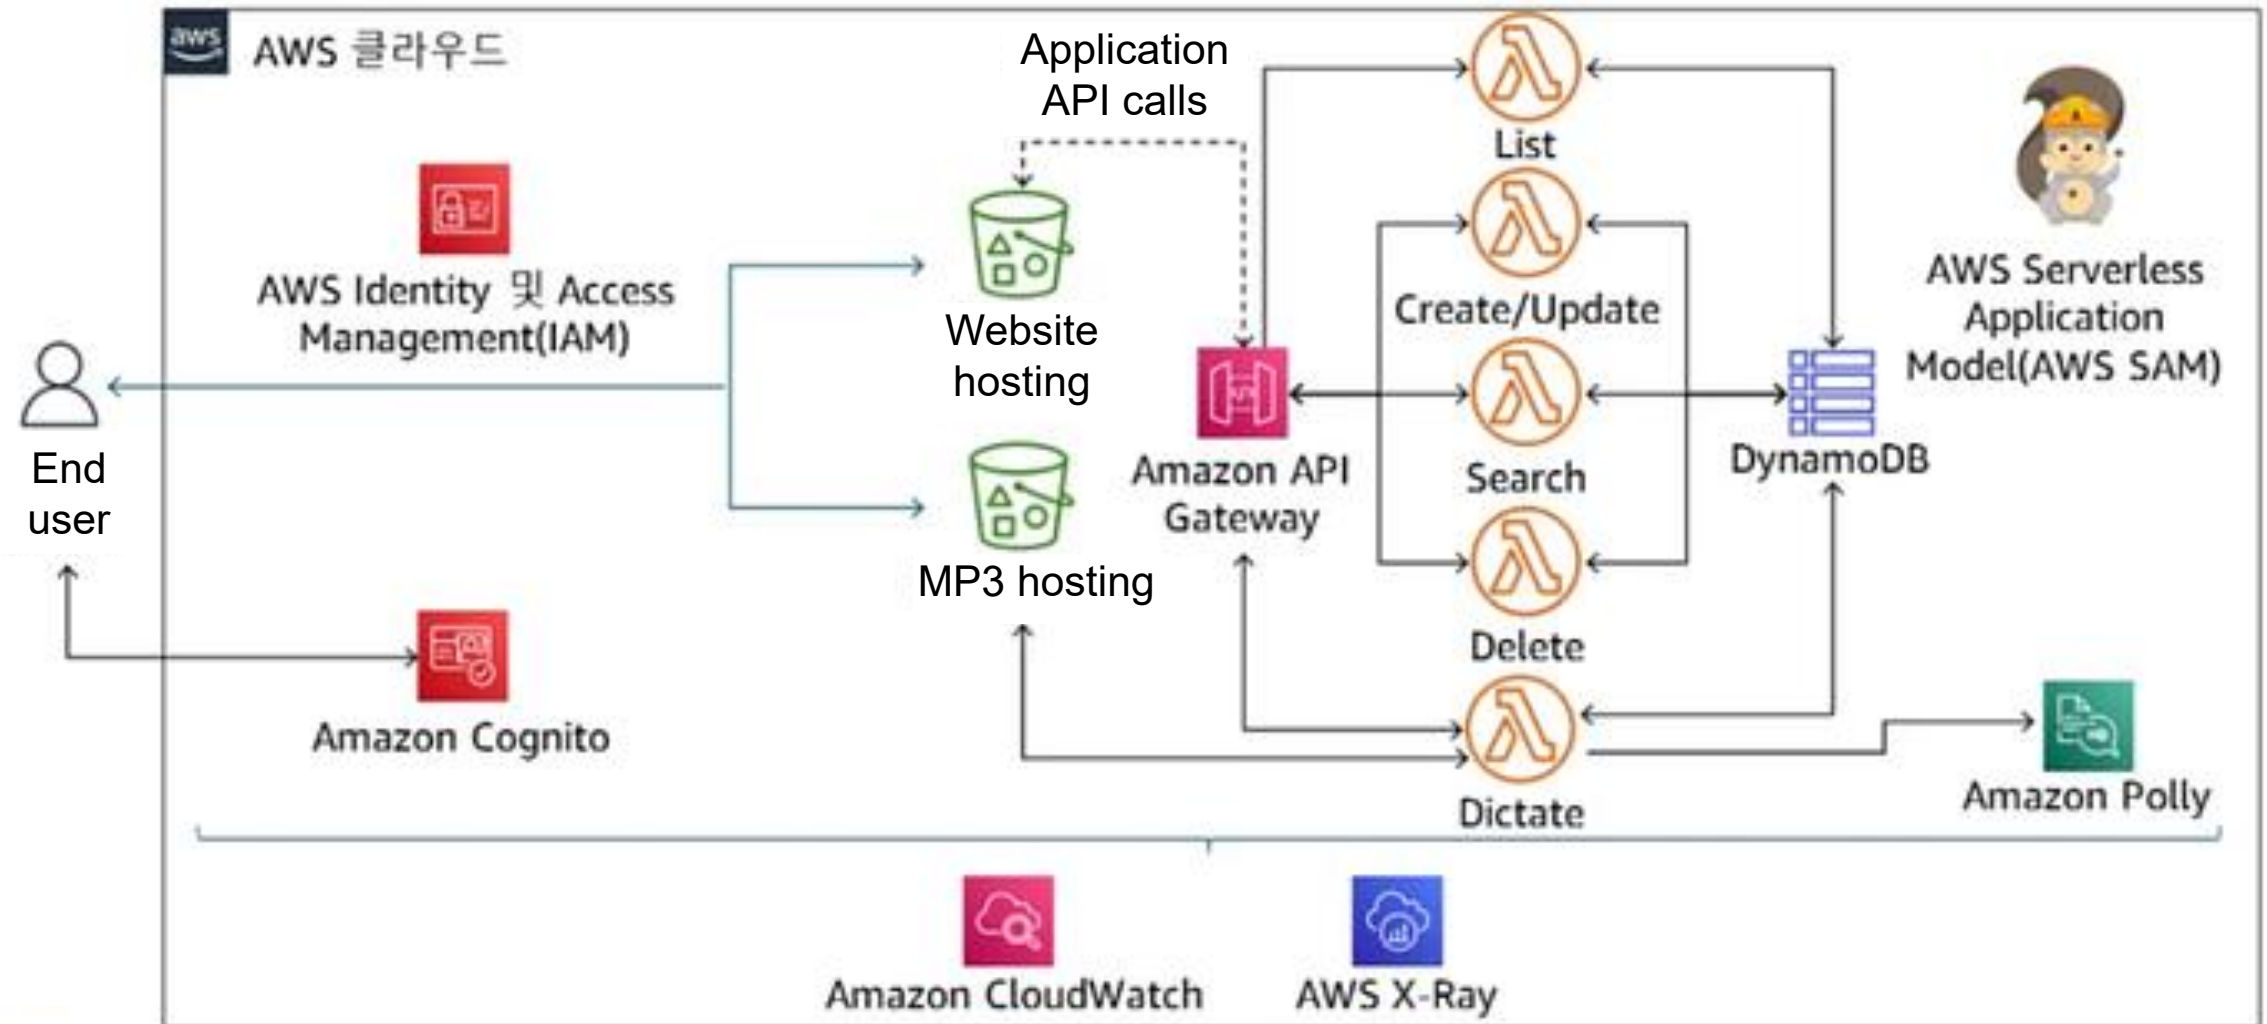 aws
AWS 클라우드
Application
API calls
List
AWS Identity 및 Access
Management(IAM)
Create/Update
AWS Serverless
Application
Model(AWS SAM)
Website
hosting
End
user
Amazon API
Gateway
Search
DynamoDB
MP3 hosting
Delete
Amazon Cognito
Dictate
Amazon Polly
Amazon CloudWatch
AWS X-Ray